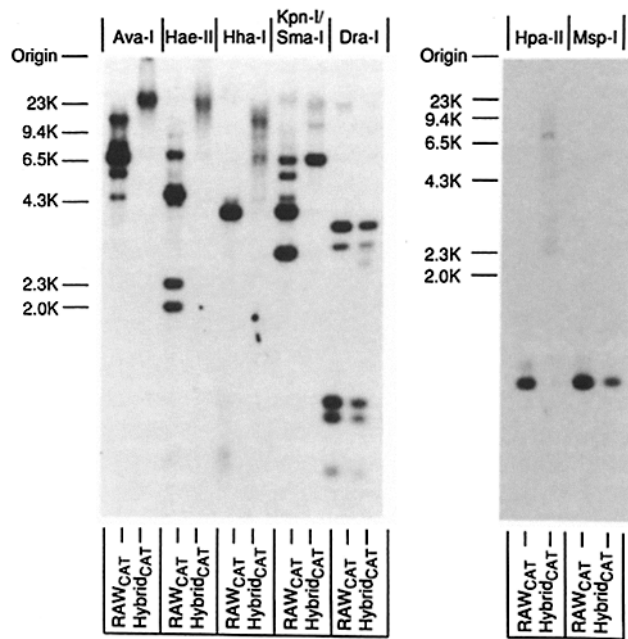 Kpn-I/
Ava-I Hae-II Hha-I Sma-I Dra-I
Origin
23K
9.4K
6.5K
4.3K
2.3K
2.0K
RAWCAT
HybridCAT
RAWCAT
HybridCAT
RAWCAT
HybridCAT
RAWCAT
HybridCAT
RAWCAT
HybridCAT
Hpa-II Msp-I
Origin
23K
9.4K
6.5K
4.3K
2.3K
2.0K
RAWCAT
HybridCAT
RAWCAT
HybridCAT